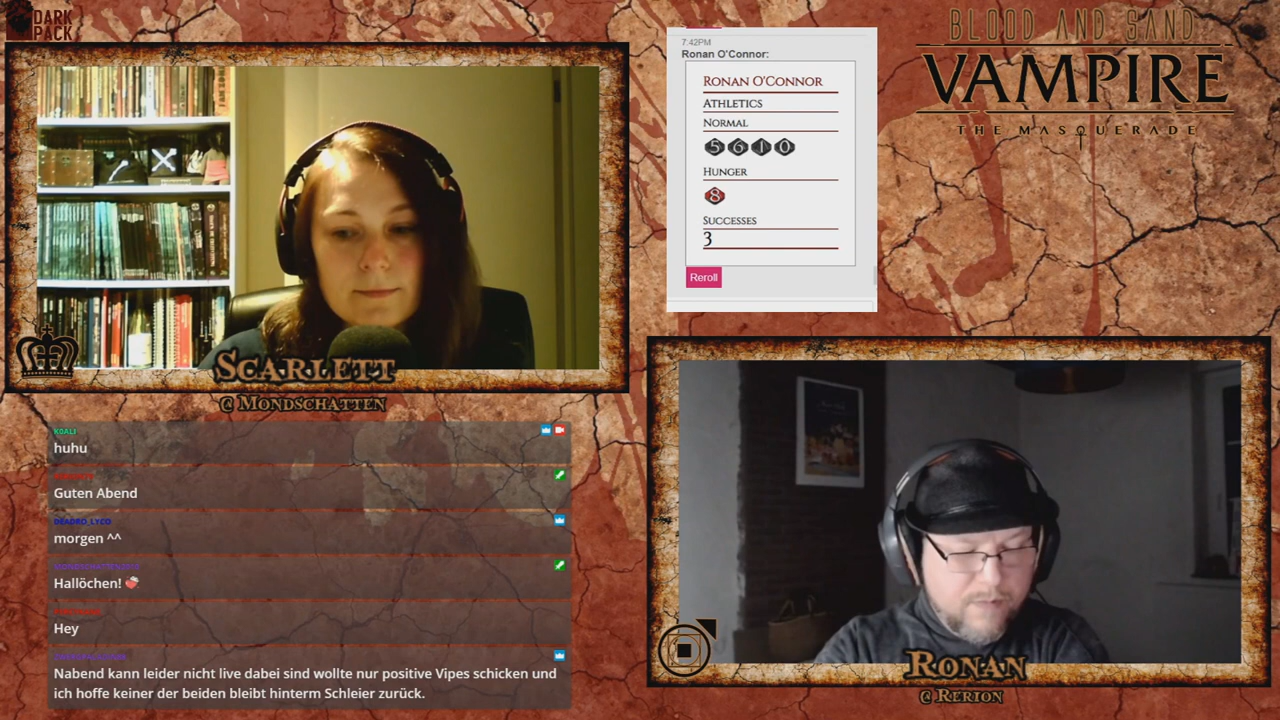 DARK
PACK
7:42PM
Ronan O'Connor:
RONAN O'CONNOR
ATHLETICS
NORMAL
5 6 1 0
HUNGER
8
SUCCESSES
3
Reroll
BLOOD AND SAND
VAMPIRE
THE MASQUERADE
SCARLETT
@ MONDSCHATTEN
KOALI
huhu
Guten Abend
DEADRO_LYCO
morgen ^^
Hallöchen!
Hey
Nabend kann leider nicht live dabei sind wollte nur positive Vipes schicken und
ich hoffe keiner der beiden bleibt hinterm Schleier zurück.
RONAN
@ RERION